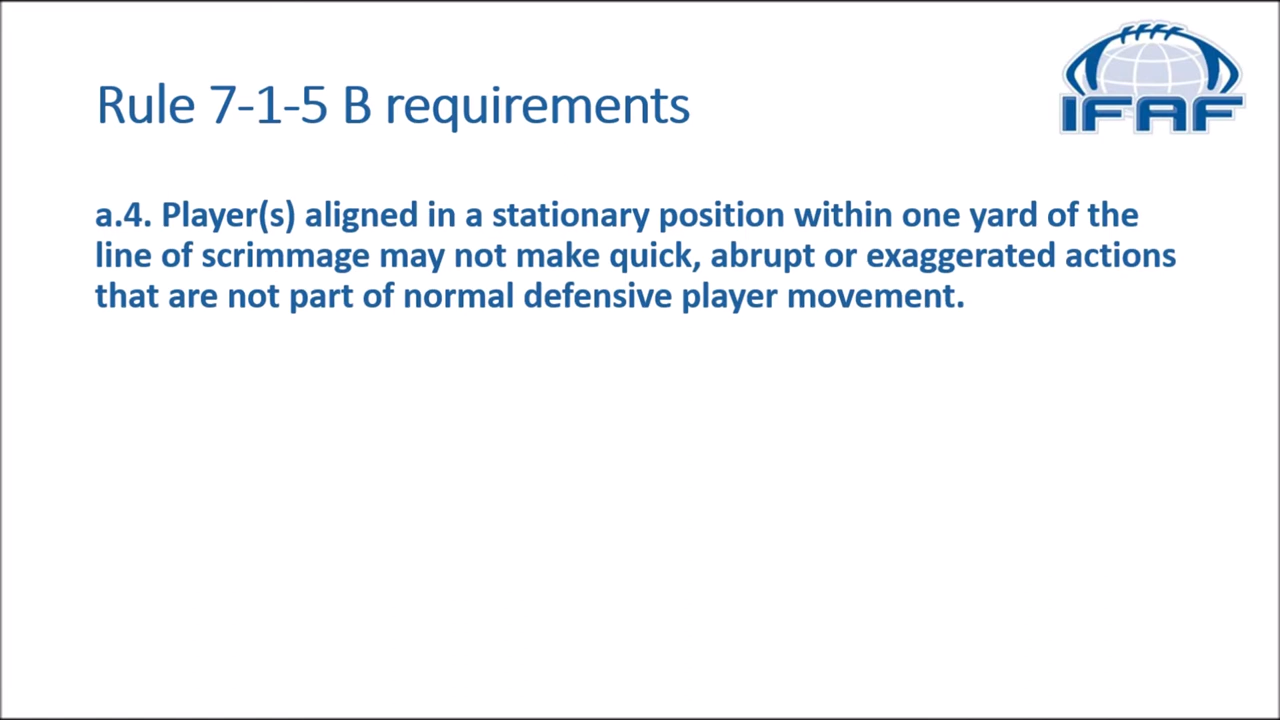 IFAF
Rule 7-1-5 B requirements
a.4. Player(s) aligned in a stationary position within one yard of the
line of scrimmage may not make quick, abrupt or exaggerated actions
that are not part of normal defensive player movement.